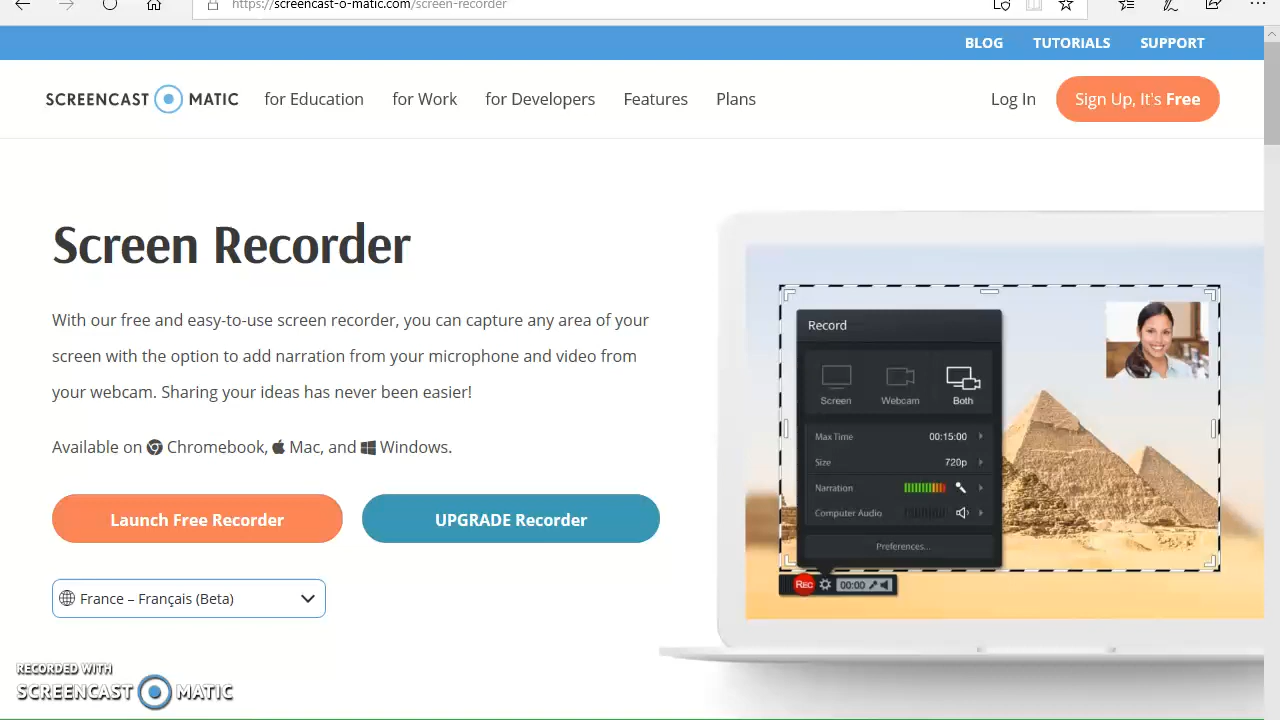 https://screencast-o-matic.com/screen-recorder
BLOG TUTORIALS SUPPORT
SCREENCAST MATIC for Education for Work for Developers Features Plans Log In Sign Up, It's Free
Screen Recorder
With our free and easy-to-use screen recorder, you can capture any area of your
screen with the option to add narration from your microphone and video from
your webcam. Sharing your ideas has never been easier!
Available on Chromebook, Mac, and Windows.
Launch Free Recorder UPGRADE Recorder
France – Français (Beta)
Record
Screen Webcam Both
Max Time 00:15:00
Size 720p
Narration
Computer Audio
Preferences...
REC 00:00
RECORDED WITH
SCREENCAST MATIC